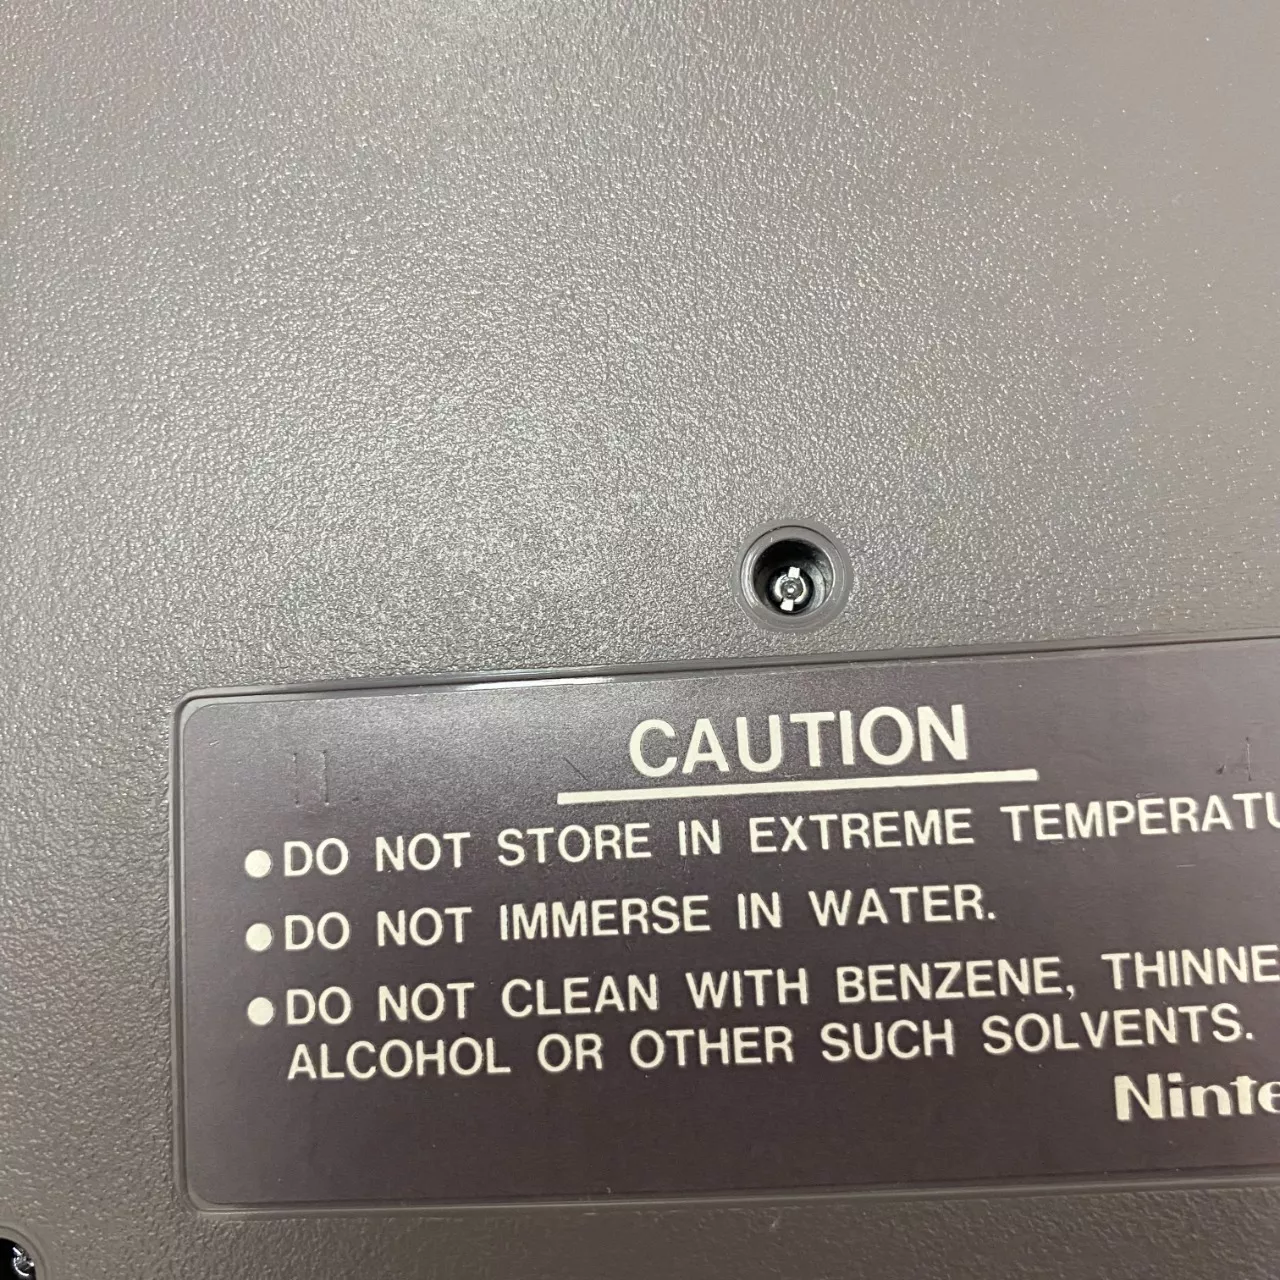 CAUTION
●DO NOT STORE IN EXTREME TEMPERATU
●DO NOT IMMERSE IN WATER.
●DO NOT CLEAN WITH BENZENE, THINNE
ALCOHOL OR OTHER SUCH SOLVENTS.
Ninte